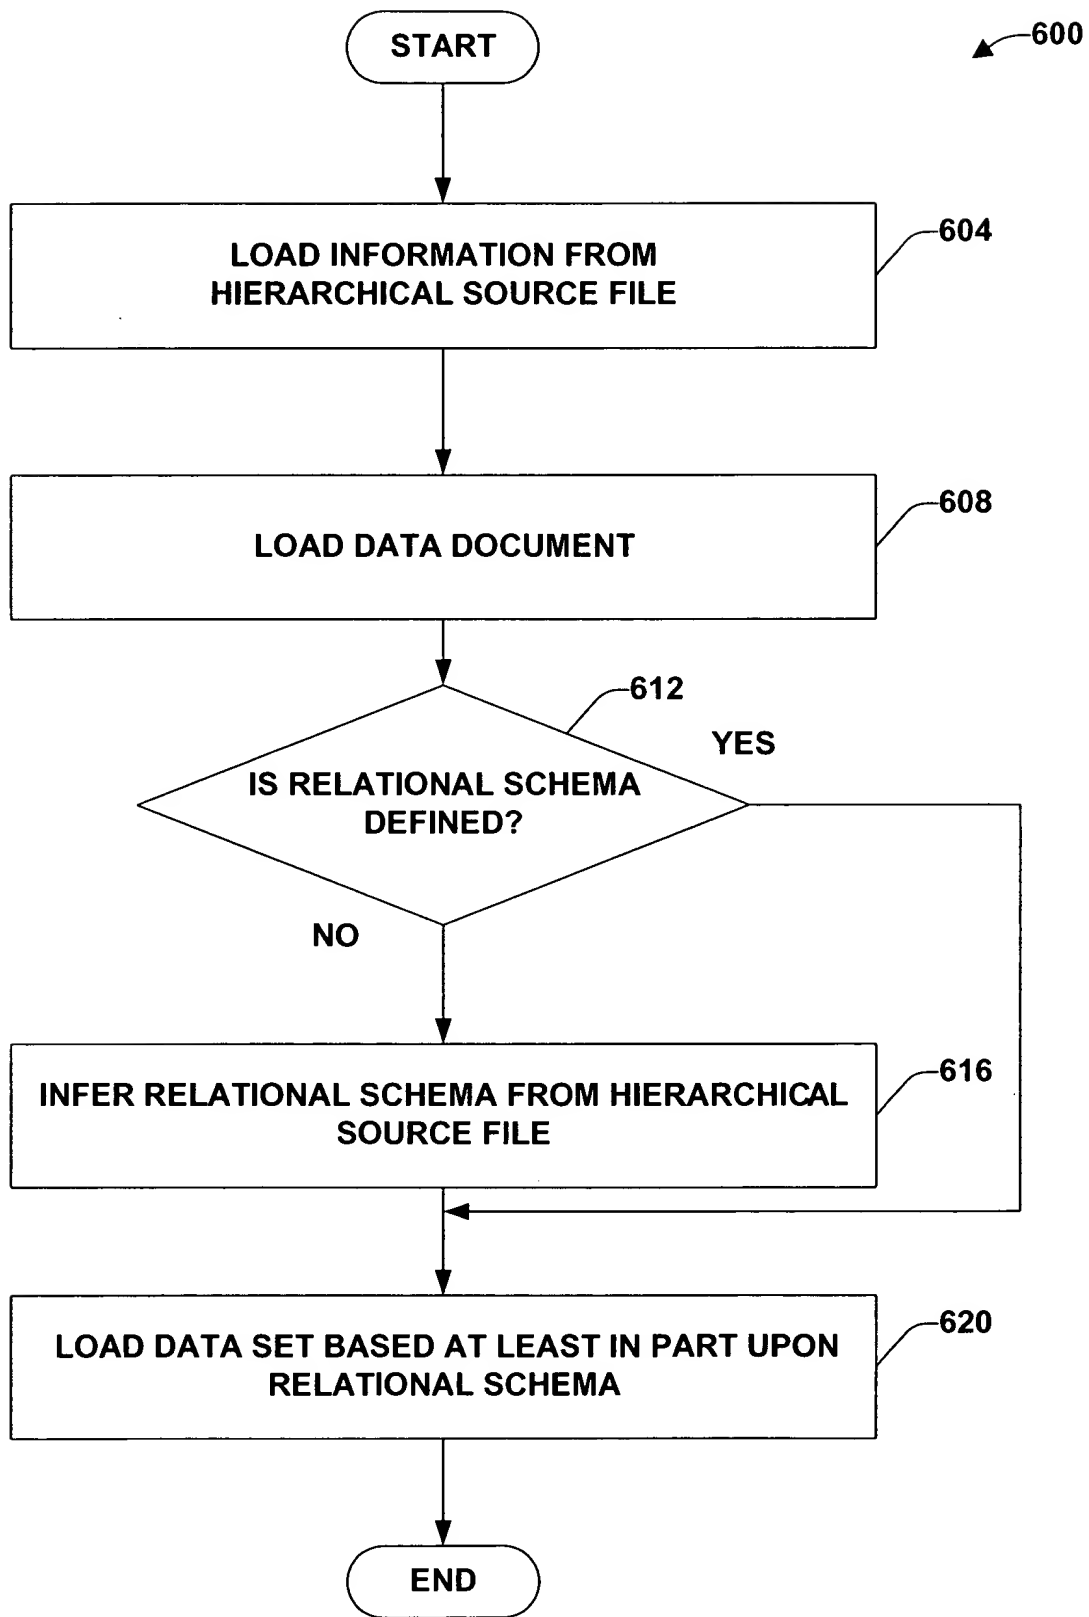 START
600
LOAD INFORMATION FROM
HIERARCHICAL SOURCE FILE
604
LOAD DATA DOCUMENT
608
612
YES
IS RELATIONAL SCHEMA
DEFINED?
NO
INFER RELATIONAL SCHEMA FROM HIERARCHICAL
SOURCE FILE
616
LOAD DATA SET BASED AT LEAST IN PART UPON
RELATIONAL SCHEMA
620
END